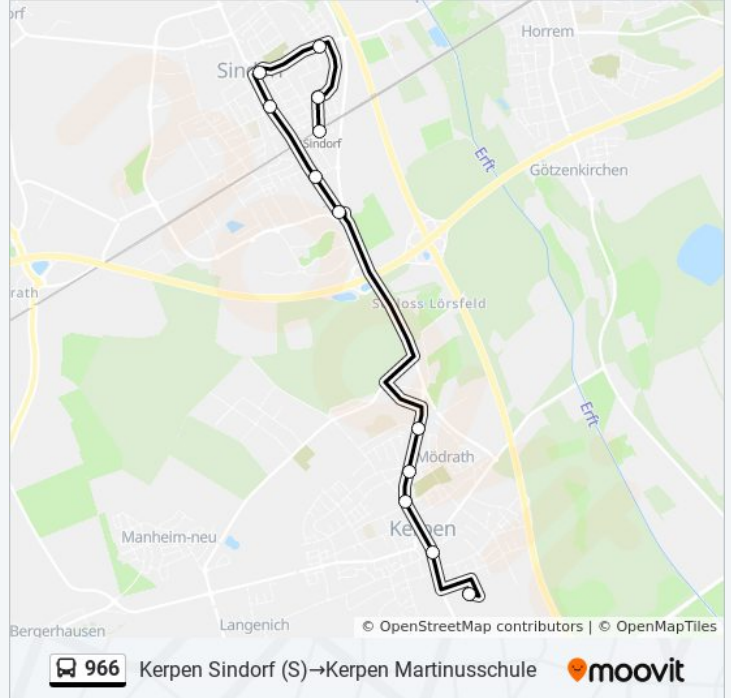 orf
Horrem
Sindorf
Erft
Götzenkirchen
Schloss Lörsfeld
rath
Erft
Mödrath
Kerpen
Manheim-neu
Langenich
Bergerhausen
© OpenStreetMap contributors | © OpenMapTiles
966 Kerpen Sindorf (S)→Kerpen Martinusschule
moovit